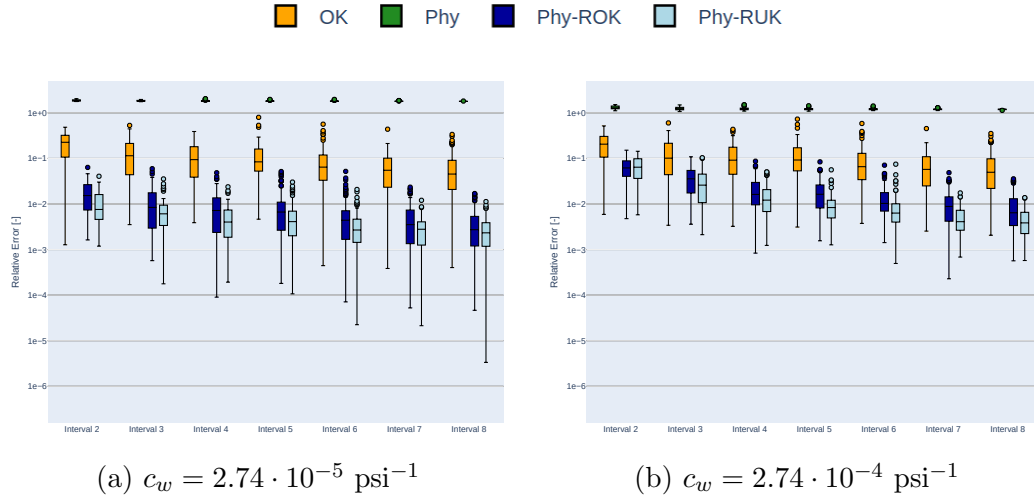 OK Phy Phy-ROK Phy-RUK
Relative Error [-]
1e+0
1e−1
1e−2
1e−3
1e−4
1e−5
1e−6
Interval 2 Interval 3 Interval 4 Interval 5 Interval 6 Interval 7 Interval 8
Relative Error [-]
1e+0
1e−1
1e−2
1e−3
1e−4
1e−5
1e−6
Interval 2 Interval 3 Interval 4 Interval 5 Interval 6 Interval 7 Interval 8
(a) c_w = 2.74 · 10⁻⁵ psi⁻¹
(b) c_w = 2.74 · 10⁻⁴ psi⁻¹